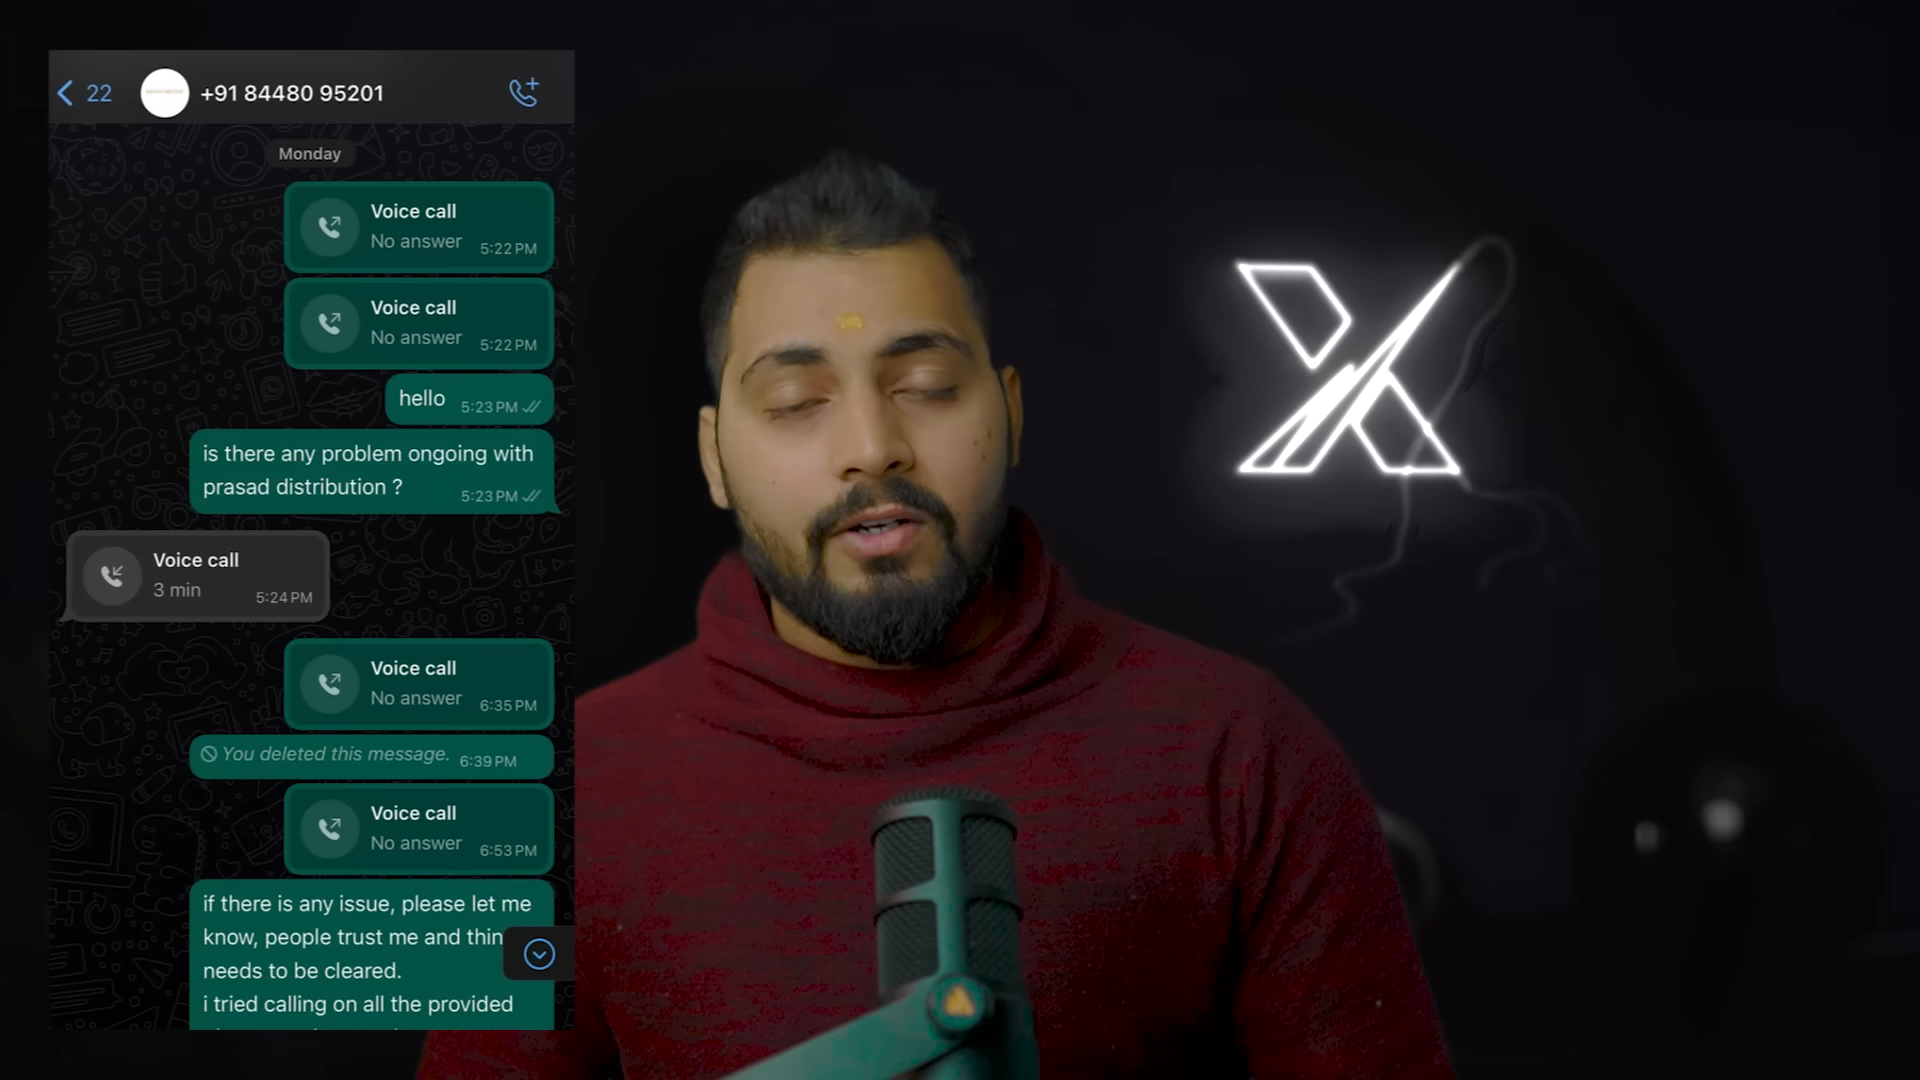 22
+91 84480 95201
Monday
Voice call
No answer 5:22 PM
Voice call
No answer 5:22 PM
hello 5:23 PM
is there any problem ongoing with
prasad distribution ? 5:23 PM
Voice call
3 min 5:24 PM
Voice call
No answer 6:35 PM
You deleted this message. 6:39 PM
Voice call
No answer 6:53 PM
if there is any issue, please let me
know, people trust me and thin
needs to be cleared.
i tried calling on all the provided